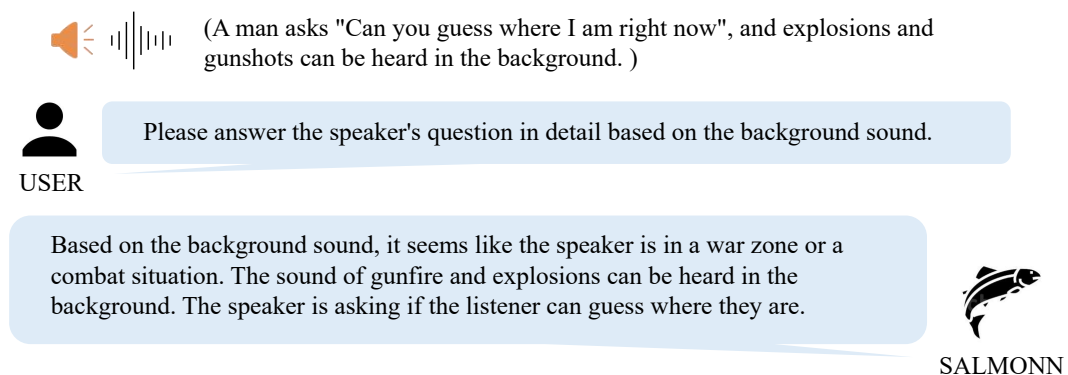 (A man asks "Can you guess where I am right now", and explosions and
gunshots can be heard in the background. )
Please answer the speaker's question in detail based on the background sound.
USER
Based on the background sound, it seems like the speaker is in a war zone or a
combat situation. The sound of gunfire and explosions can be heard in the
background. The speaker is asking if the listener can guess where they are.
SALMONN